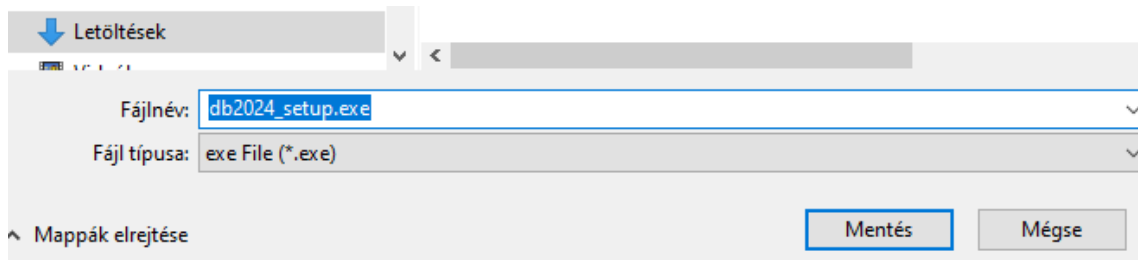 Letöltések
Fájlnév: db2024_setup.exe
Fájl típusa: exe File (*.exe)
Mappák elrejtése
Mentés
Mégse